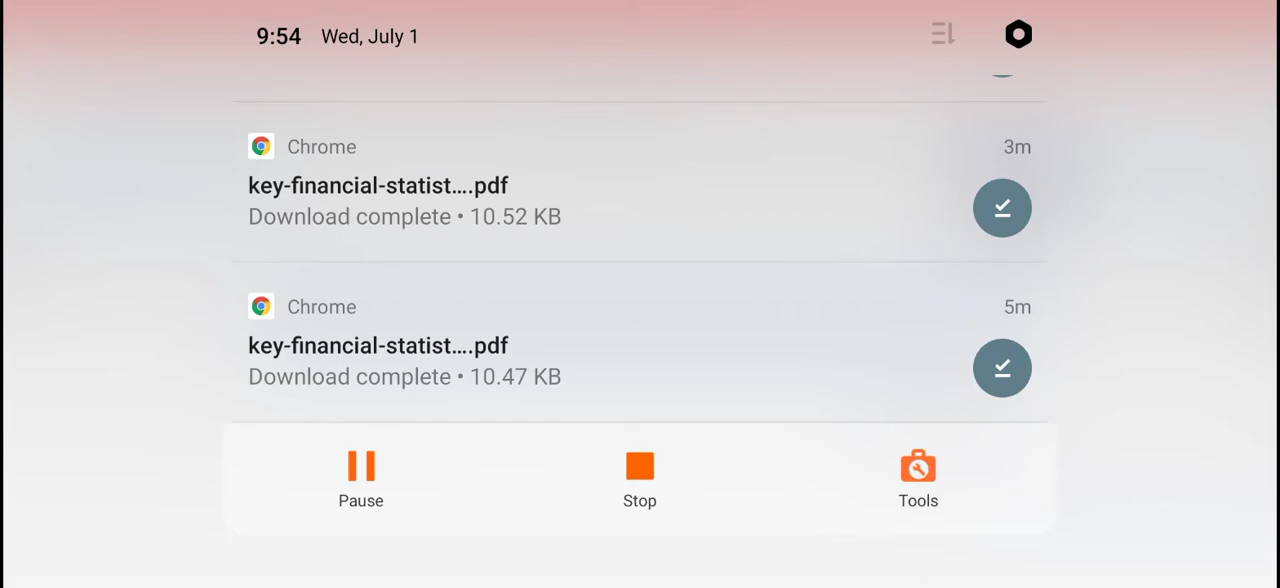 9:54 Wed, July 1
Chrome 3m
key-financial-statist....pdf
Download complete • 10.52 KB
Chrome 5m
key-financial-statist....pdf
Download complete • 10.47 KB
Pause Stop Tools